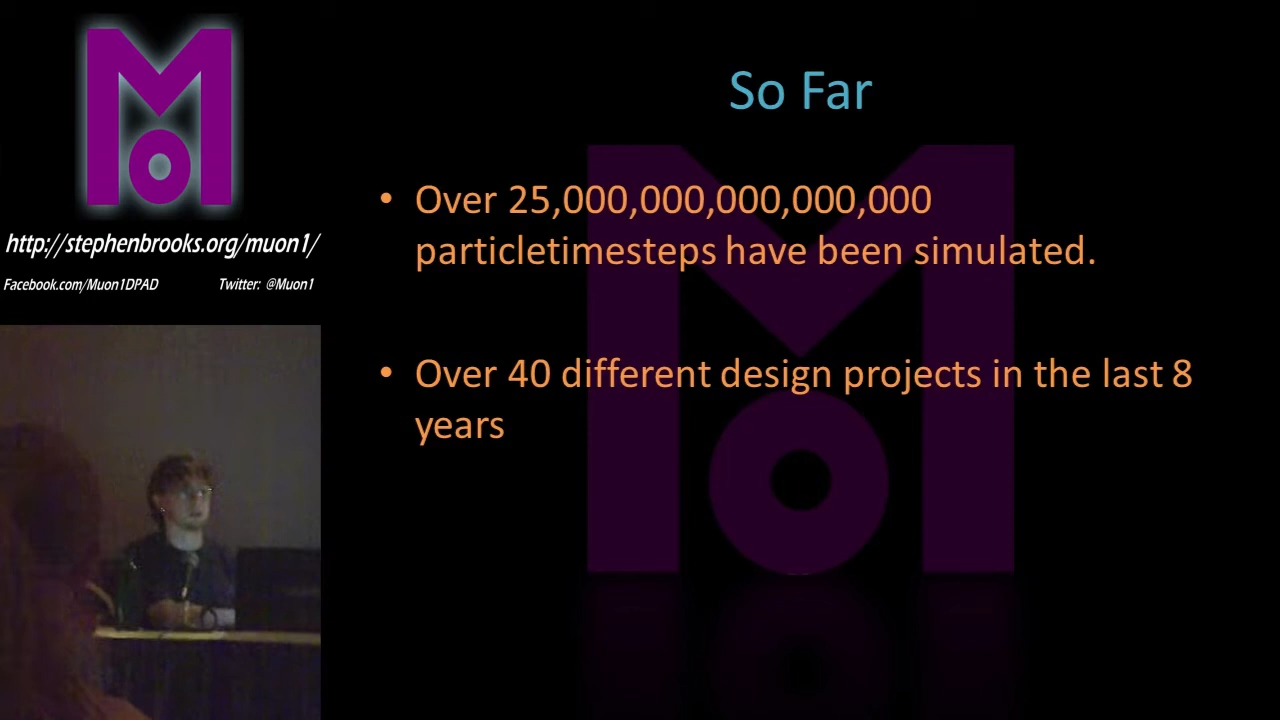 http://stephenbrooks.org/muon1/
Facebook.com/Muon1DPAD Twitter: @Muon1
So Far
• Over 25,000,000,000,000,000
particletimesteps have been simulated.
• Over 40 different design projects in the last 8
years